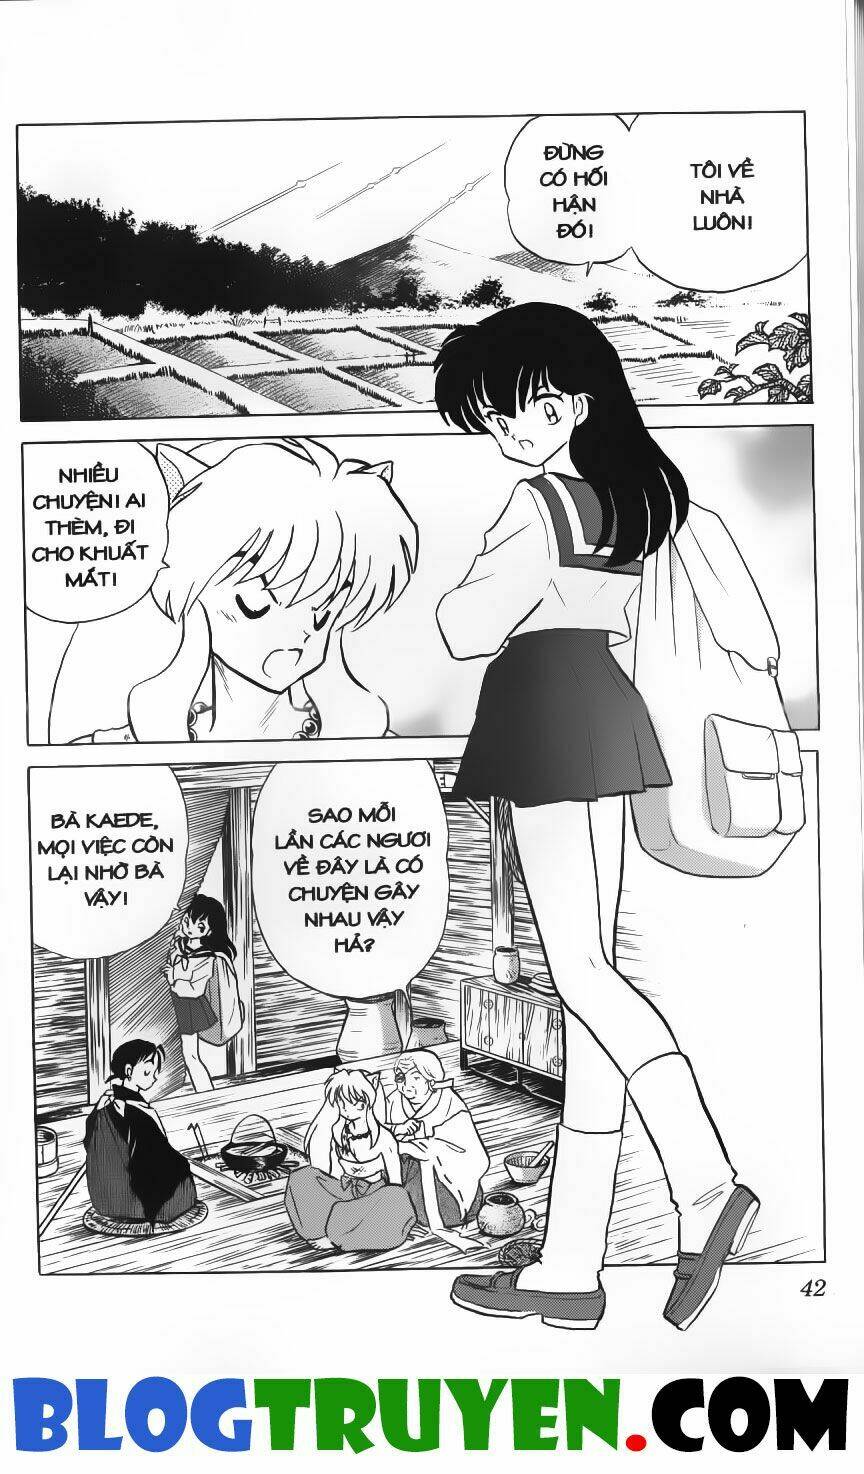 TÔI VỀ
NHÀ
LUÔN!
ĐỪNG
CÓ HỐI
HẬN
ĐÓ!
NHIỀU
CHUYỆN! AI
THÈM, ĐI
CHO KHUẤT
MẮT!
SAO MỖI
LẦN CÁC NGƯƠI
VỀ ĐÂY LÀ CÓ
CHUYỆN GÂY
NHAU VẬY
HẢ?
BÀ KAEDE,
MỌI VIỆC CÒN
LẠI NHỜ BÀ
VẬY!
42
BLOGTRUYEN.COM